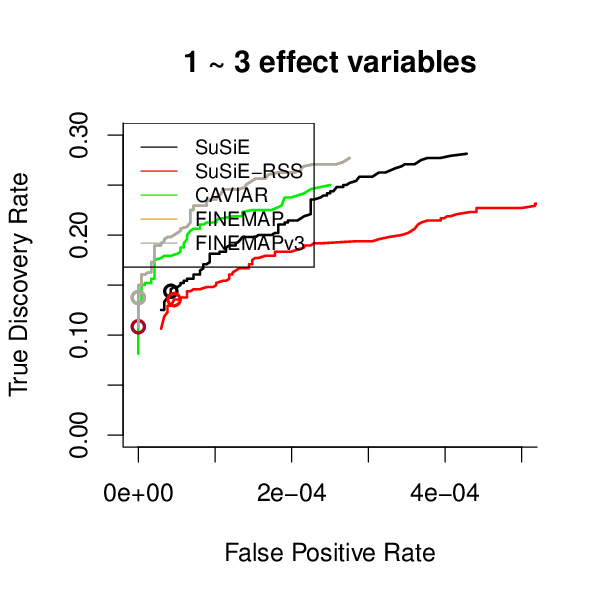 1 ~ 3 effect variables
True Discovery Rate
0.30
0.20
0.10
0.00
SuSiE
SuSiE−RSS
CAVIAR
FINEMAP
FINEMAPv3
0e+00 2e−04 4e−04
False Positive Rate